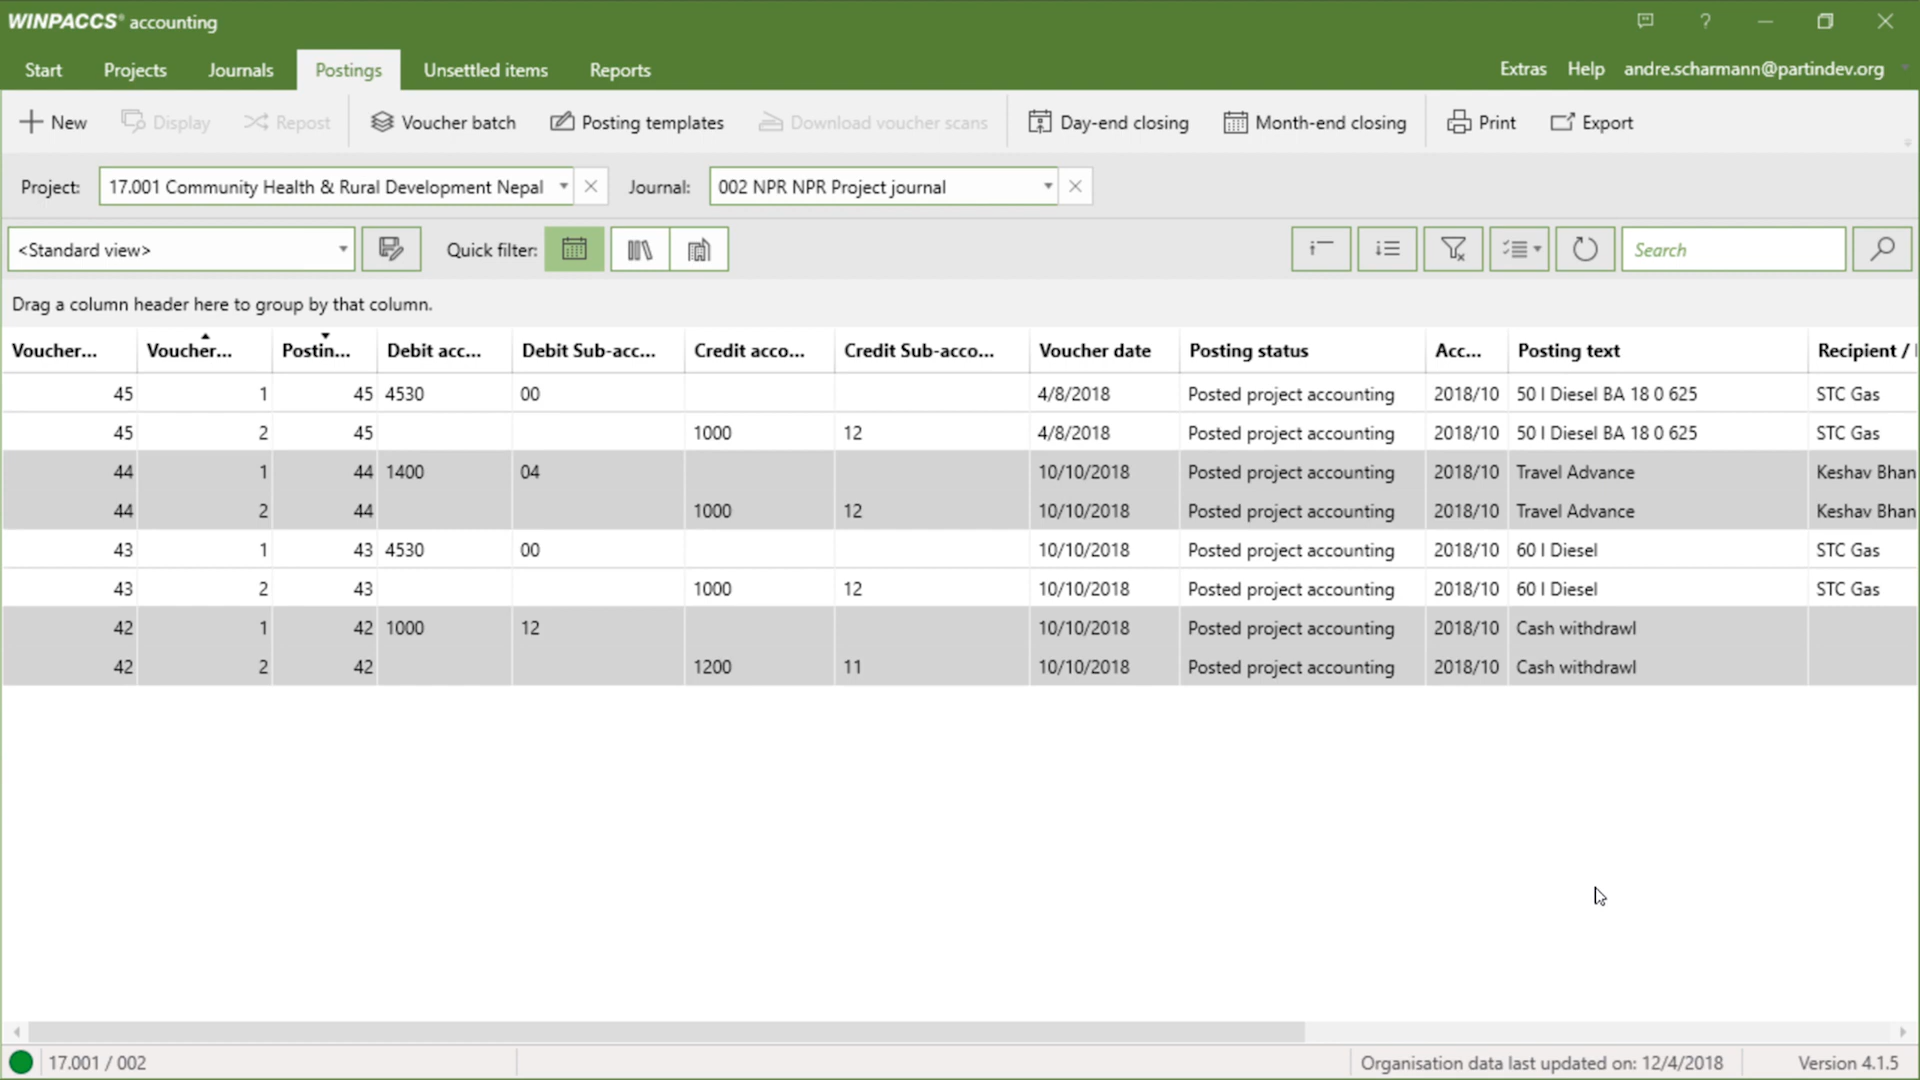 WINPACCS® accounting
Start Projects Journals Postings Unsettled items Reports Extras Help andre.scharmann@partindev.org
New Display Repost Voucher batch Posting templates Download voucher scans Day-end closing Month-end closing Print Export
Project: 17.001 Community Health & Rural Development Nepal Journal: 002 NPR NPR Project journal
<Standard view> Quick filter: Search
Drag a column header here to group by that column.
Voucher... Voucher... Postin... Debit acc... Debit Sub-acc... Credit acco... Credit Sub-acco... Voucher date Posting status Acc... Posting text Recipient /
45 1 45 4530 00 4/8/2018 Posted project accounting 2018/10 50 l Diesel BA 18 0 625 STC Gas
45 2 45 1000 12 4/8/2018 Posted project accounting 2018/10 50 l Diesel BA 18 0 625 STC Gas
44 1 44 1400 04 10/10/2018 Posted project accounting 2018/10 Travel Advance Keshav Bhan
44 2 44 1000 12 10/10/2018 Posted project accounting 2018/10 Travel Advance Keshav Bhan
43 1 43 4530 00 10/10/2018 Posted project accounting 2018/10 60 l Diesel STC Gas
43 2 43 1000 12 10/10/2018 Posted project accounting 2018/10 60 l Diesel STC Gas
42 1 42 1000 12 10/10/2018 Posted project accounting 2018/10 Cash withdrawl
42 2 42 1200 11 10/10/2018 Posted project accounting 2018/10 Cash withdrawl
17.001 / 002 Organisation data last updated on: 12/4/2018 Version 4.1.5